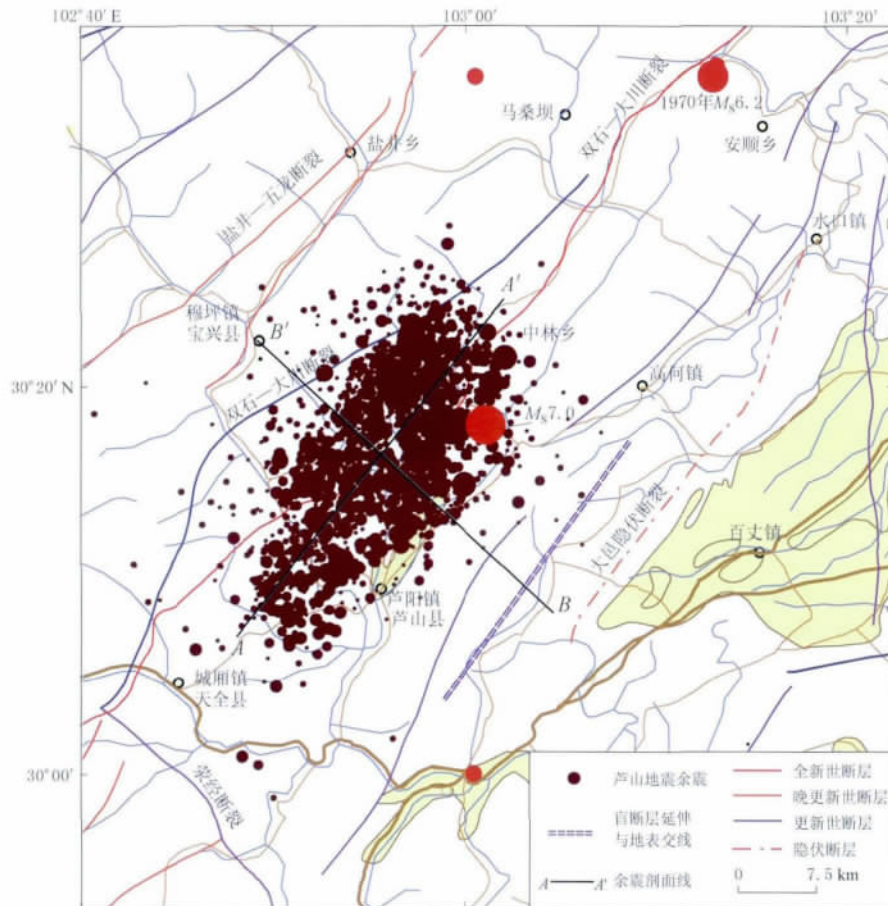 102°40′ E
103°00′
103°20′
双石—大川断裂
1970年Ms6.2
马桑坝
安顺乡
盐井乡
盐井—五龙断裂
水口镇
A′
穆坪镇
宝兴县
B′
中林乡
30°20′ N
双石—大川断裂
高何镇
Ms7.0
大邑隐伏断裂
百丈镇
芦阳镇
芦山县
B
A
城厢镇
天全县
30°00′
荥经断裂
芦山地震余震
盲断层延伸
与地表交线
A A′ 余震剖面线
全新世断层
晚更新世断层
更新世断层
隐伏断层
0 7.5 km